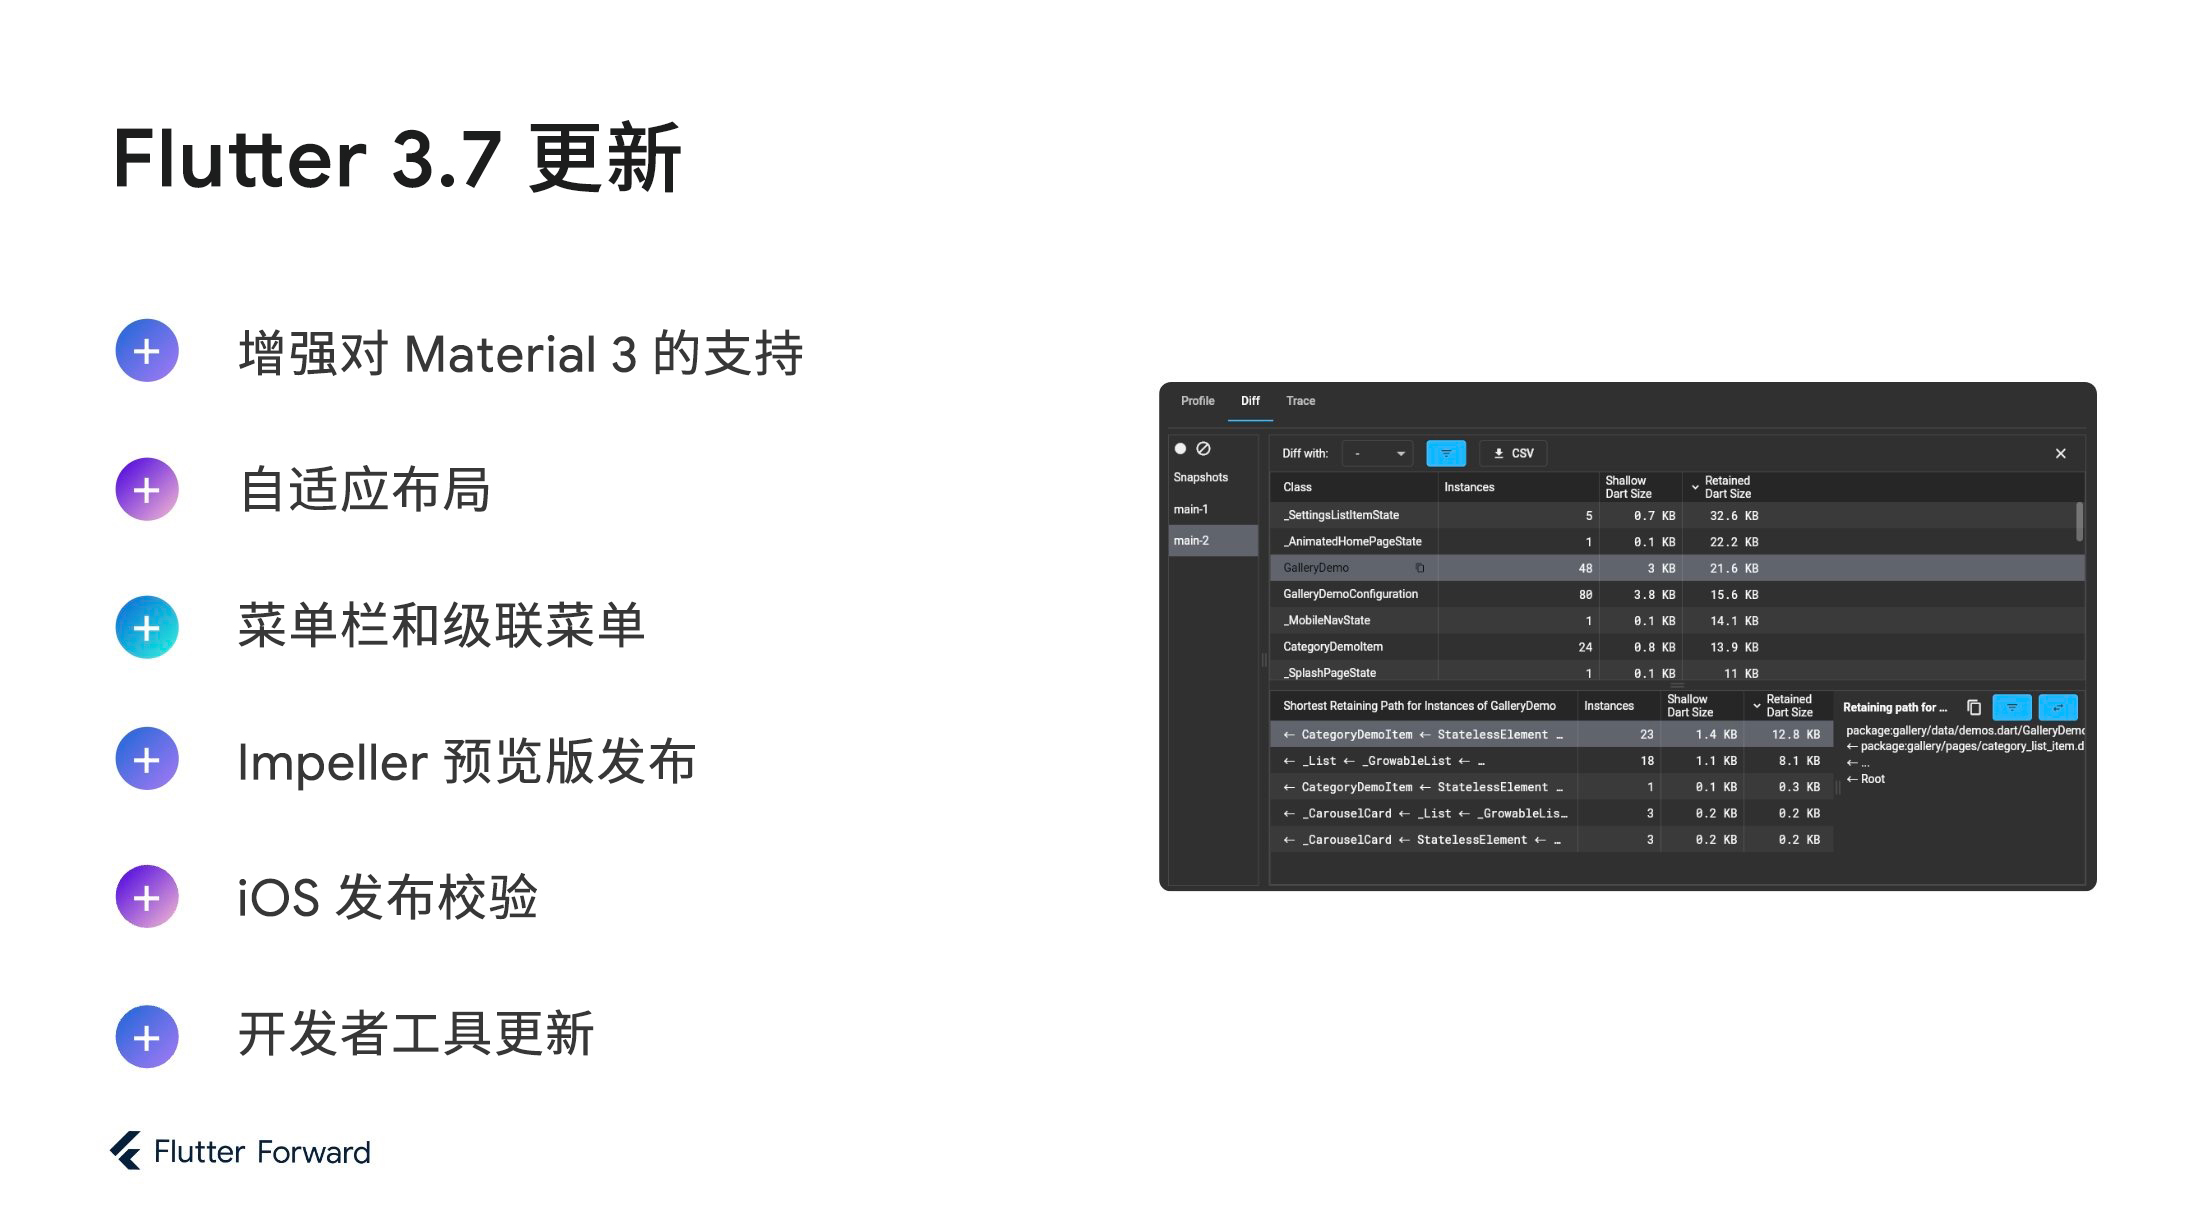 Flutter 3.7 更新
增强对 Material 3 的支持
自适应布局
菜单栏和级联菜单
Impeller 预览版发布
iOS 发布校验
开发者工具更新
Flutter Forward
Profile Diff Trace
Snapshots
main-1
main-2
Diff with: - CSV
Class Instances Shallow Dart Size Retained Dart Size
_SettingsListItemState 5 0.7 KB 32.6 KB
_AnimatedHomePageState 1 0.1 KB 22.2 KB
GalleryDemo 48 3 KB 21.6 KB
GalleryDemoConfiguration 80 3.8 KB 15.6 KB
_MobileNavState 1 0.1 KB 14.1 KB
CategoryDemoItem 24 0.8 KB 13.9 KB
_SplashPageState 1 0.1 KB 11 KB
Shortest Retaining Path for Instances of GalleryDemo Instances Shallow Dart Size Retained Dart Size
← CategoryDemoItem ← StatelessElement … 23 1.4 KB 12.8 KB
← _List ← _GrowableList ← … 18 1.1 KB 8.1 KB
← CategoryDemoItem ← StatelessElement … 1 0.1 KB 0.3 KB
← _CarouselCard ← _List ← _GrowableLis… 3 0.2 KB 0.2 KB
← _CarouselCard ← StatelessElement ← … 3 0.2 KB 0.2 KB
Retaining path for ...
package:gallery/data/demos.dart/GalleryDemo
← package:gallery/pages/category_list_item.d
← ...
← Root